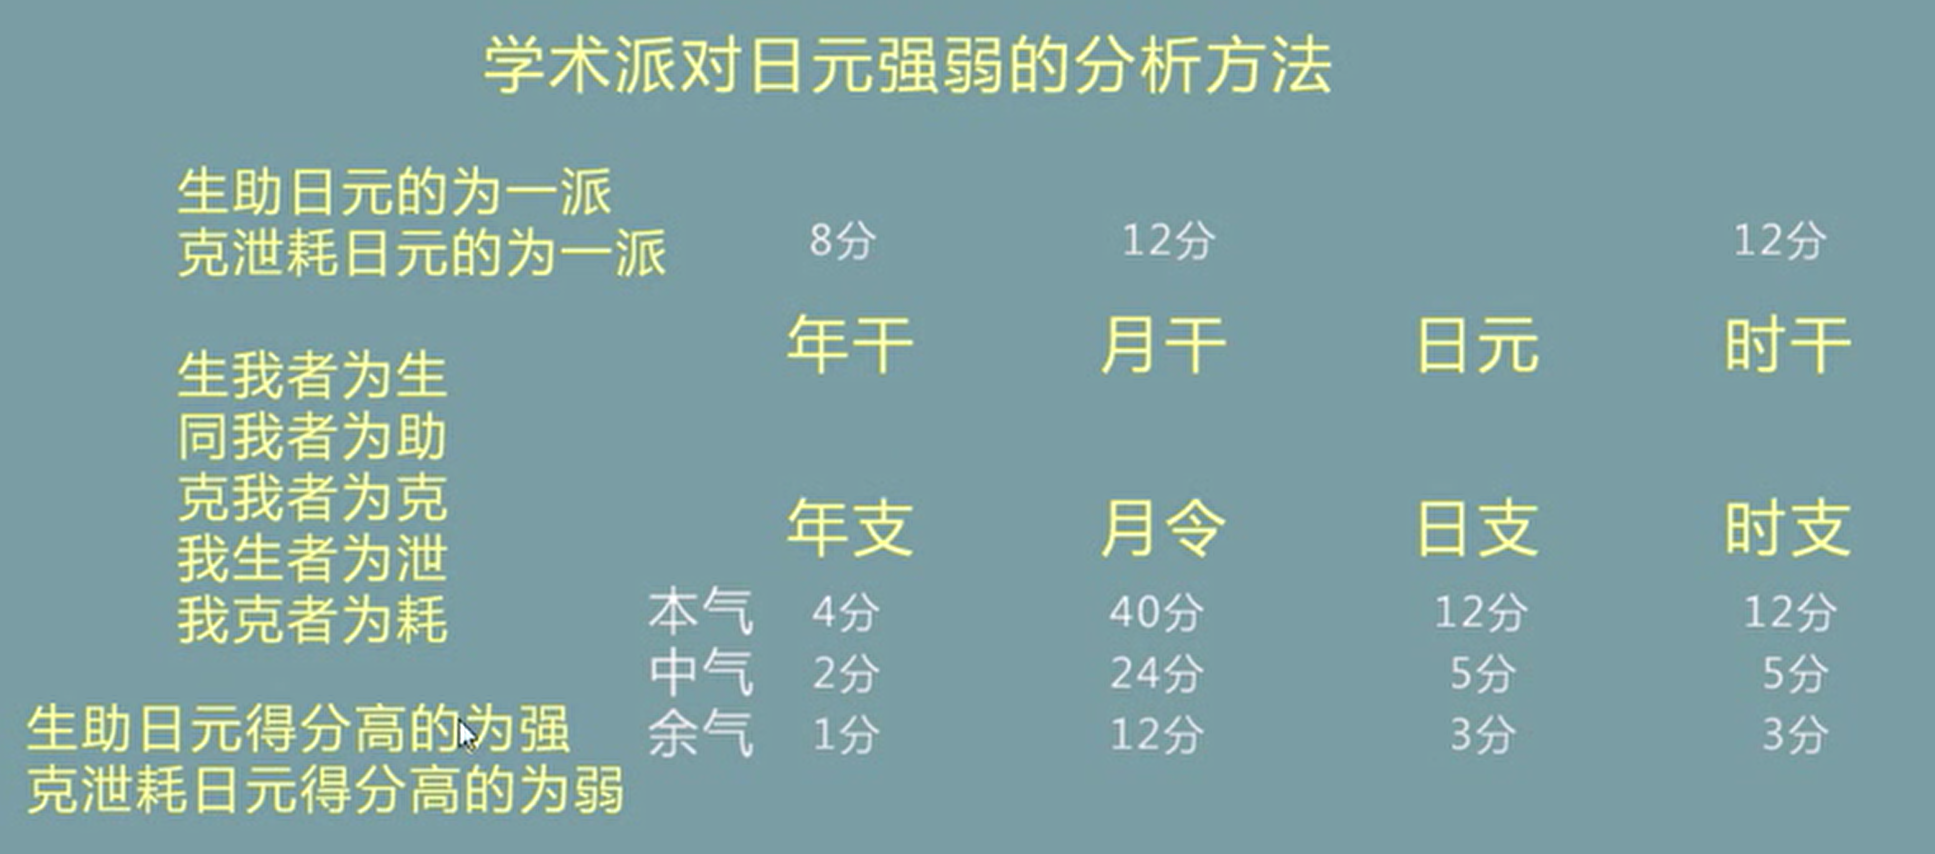 学术派对日元强弱的分析方法
生助日元的为一派
克泄耗日元的为一派
生我者为生
同我者为助
克我者为克
我生者为泄
我克者为耗
生助日元得分高的为强
克泄耗日元得分高的为弱
8分 12分 12分
年干 月干 日元 时干
年支 月令 日支 时支
本气 4分 40分 12分 12分
中气 2分 24分 5分 5分
余气 1分 12分 3分 3分